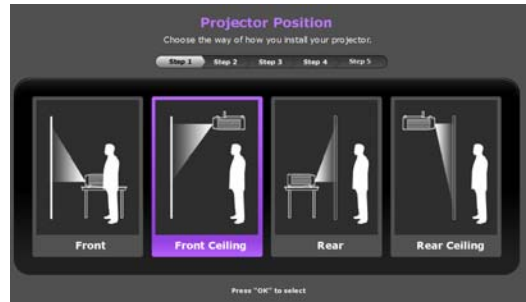 Projector Position
Choose the way of how you install your projector.
Step 1 Step 2 Step 3 Step 4 Step 5
Front Front Ceiling Rear Rear Ceiling
Press "OK" to select